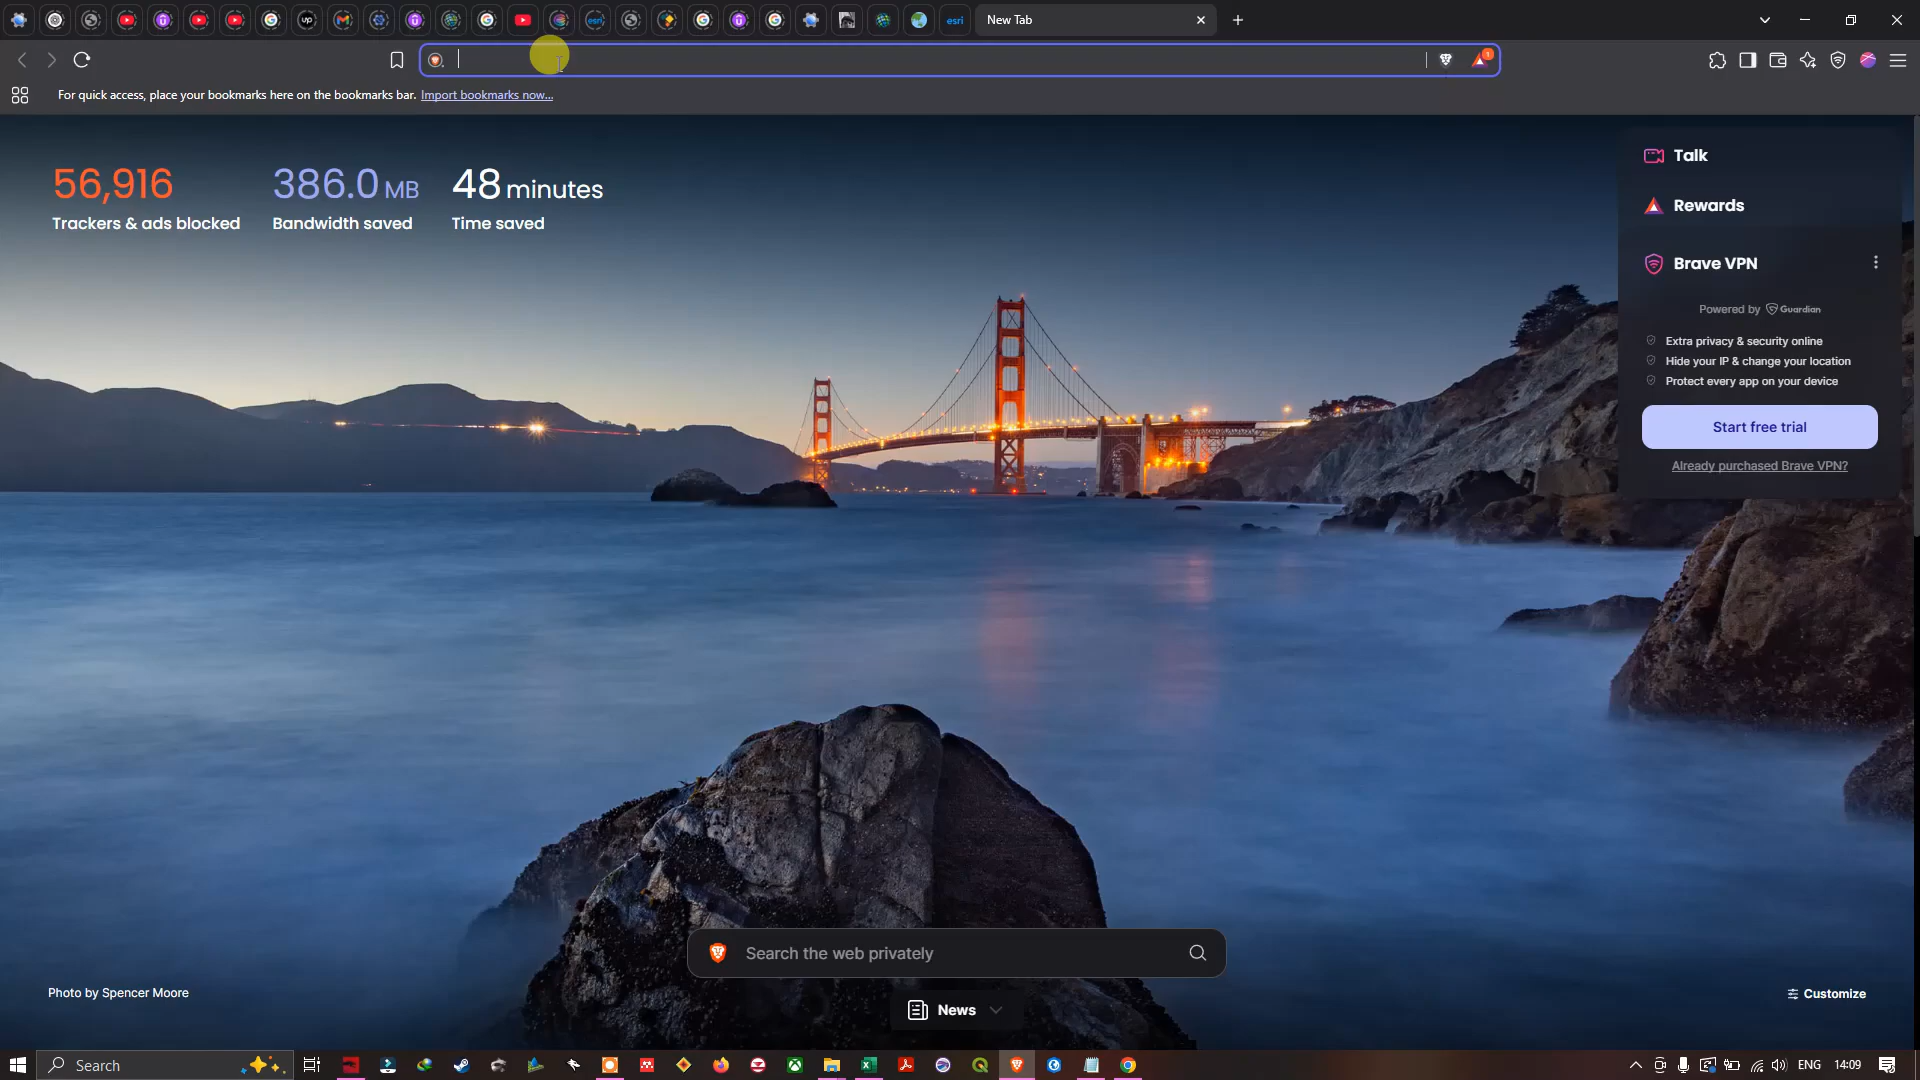 esri
esri
New Tab
1
For quick access, place your bookmarks here on the bookmarks bar. Import bookmarks now...
56,916
Trackers & ads blocked
386.0 MB
Bandwidth saved
48 minutes
Time saved
Talk
Rewards
Brave VPN
Powered by Guardian
Extra privacy & security online
Hide your IP & change your location
Protect every app on your device
Start free trial
Already purchased Brave VPN?
Search the web privately
Photo by Spencer Moore
Customize
News
Search
ENG
14:09